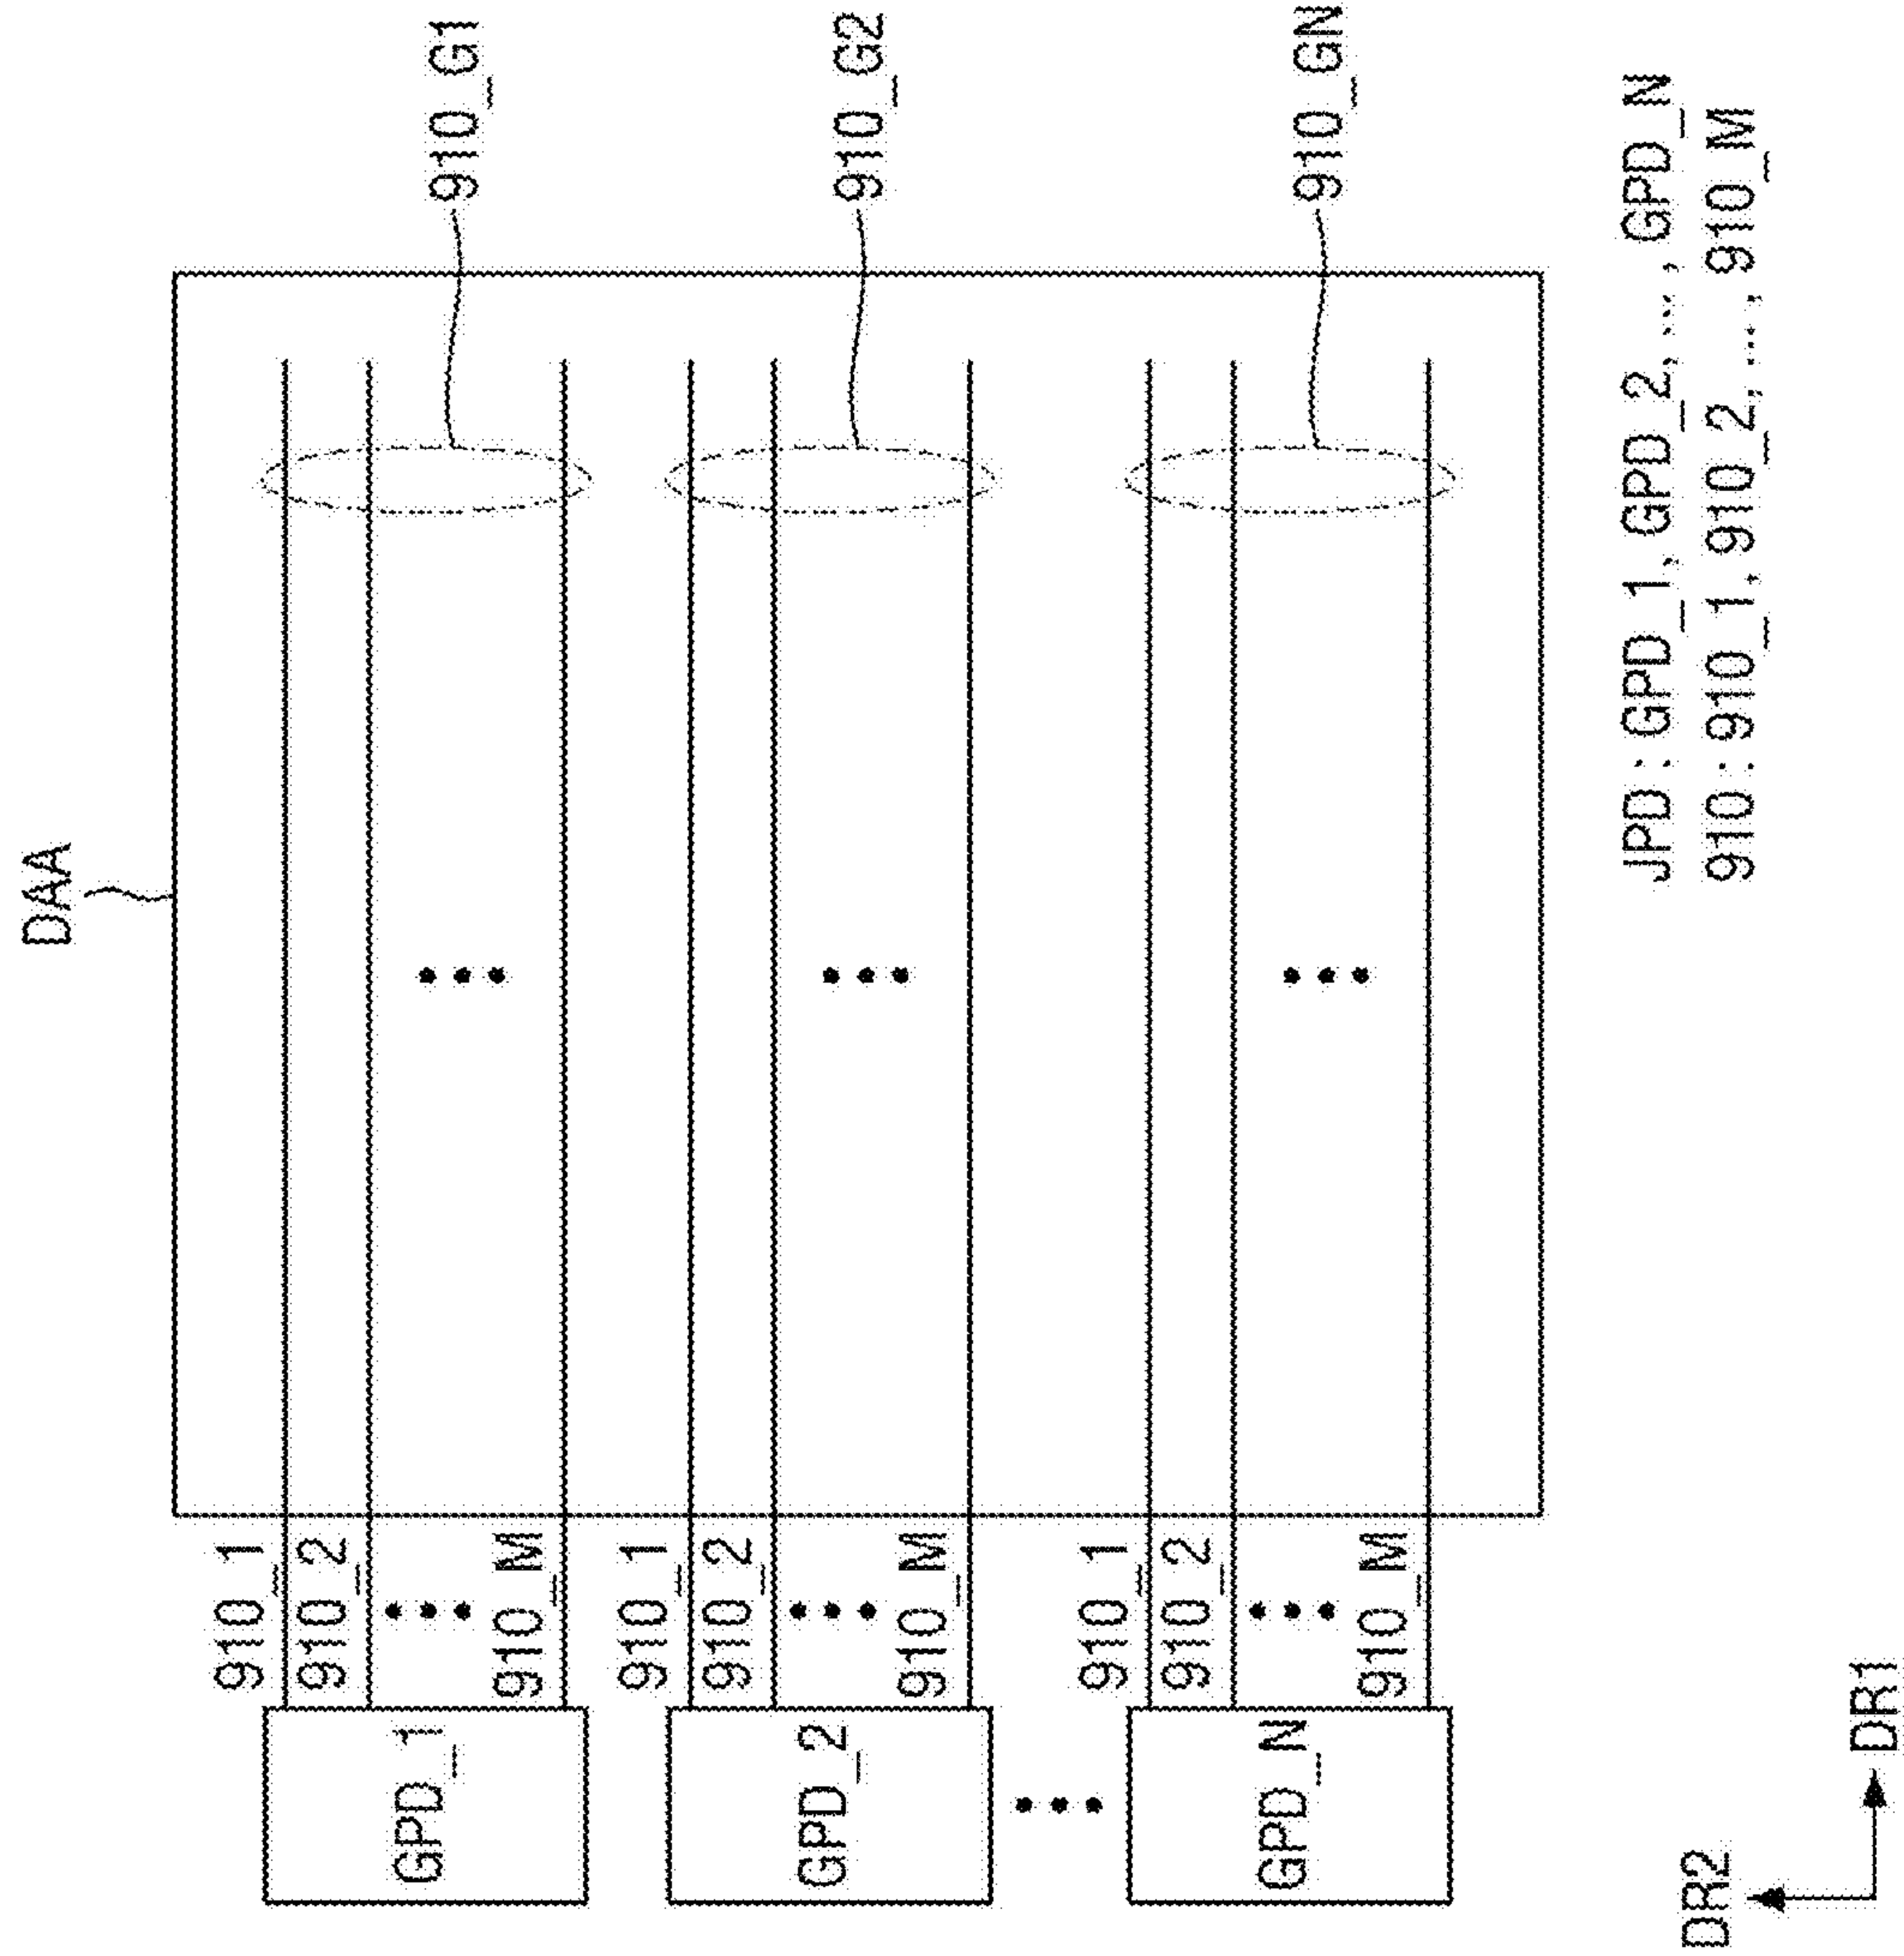 DAA
910_1
910_2
GPD_1
910_G1
910_M
910_1
910_2
GPD_2
910_G2
910_M
910_1
910_2
GPD_N
910_GN
910_M
JPD : GPD_1, GPD_2, ... , GPD_N
910 : 910_1, 910_2, ... , 910_M
DR2
DR1